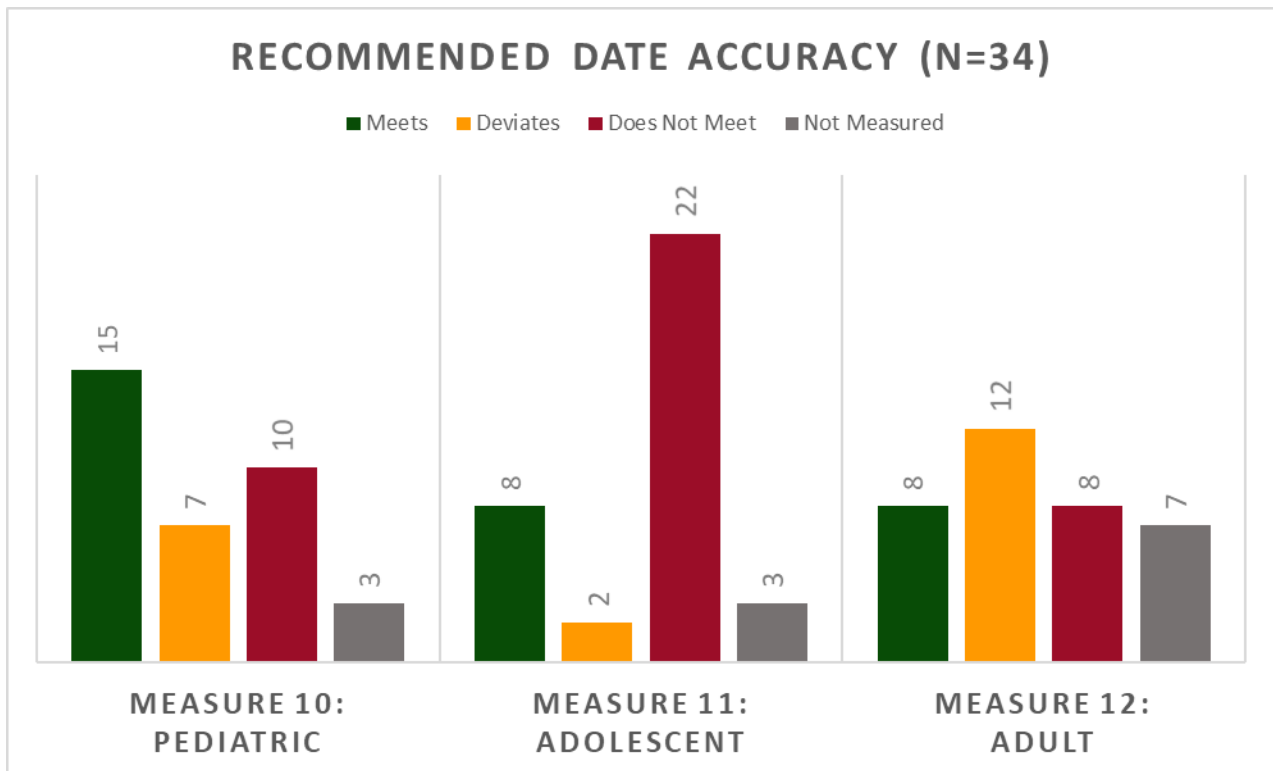 RECOMMENDED DATE ACCURACY (N=34)
Meets Deviates Does Not Meet Not Measured
15
7
10
3
8
2
22
3
8
12
8
7
MEASURE 10:
PEDIATRIC
MEASURE 11:
ADOLESCENT
MEASURE 12:
ADULT